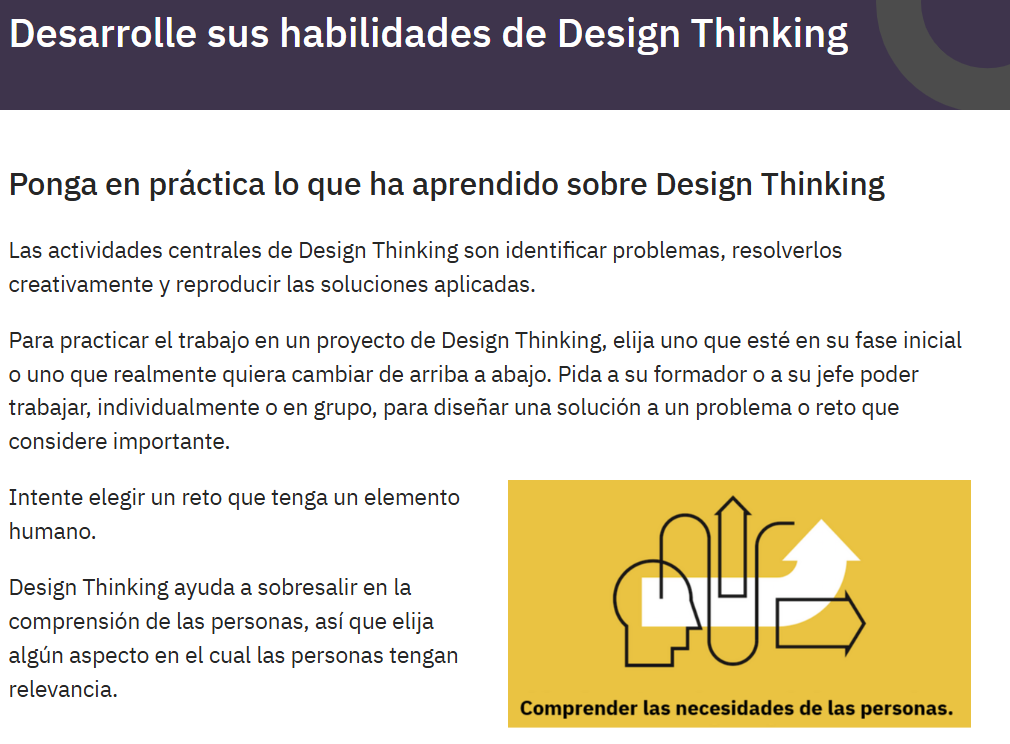 Desarrolle sus habilidades de Design Thinking
Ponga en práctica lo que ha aprendido sobre Design Thinking
Las actividades centrales de Design Thinking son identificar problemas, resolverlos
creativamente y reproducir las soluciones aplicadas.
Para practicar el trabajo en un proyecto de Design Thinking, elija uno que esté en su fase inicial
o uno que realmente quiera cambiar de arriba a abajo. Pida a su formador o a su jefe poder
trabajar, individualmente o en grupo, para diseñar una solución a un problema o reto que
considere importante.
Intente elegir un reto que tenga un elemento
humano.
Design Thinking ayuda a sobresalir en la
comprensión de las personas, así que elija
algún aspecto en el cual las personas tengan
relevancia.
Comprender las necesidades de las personas.